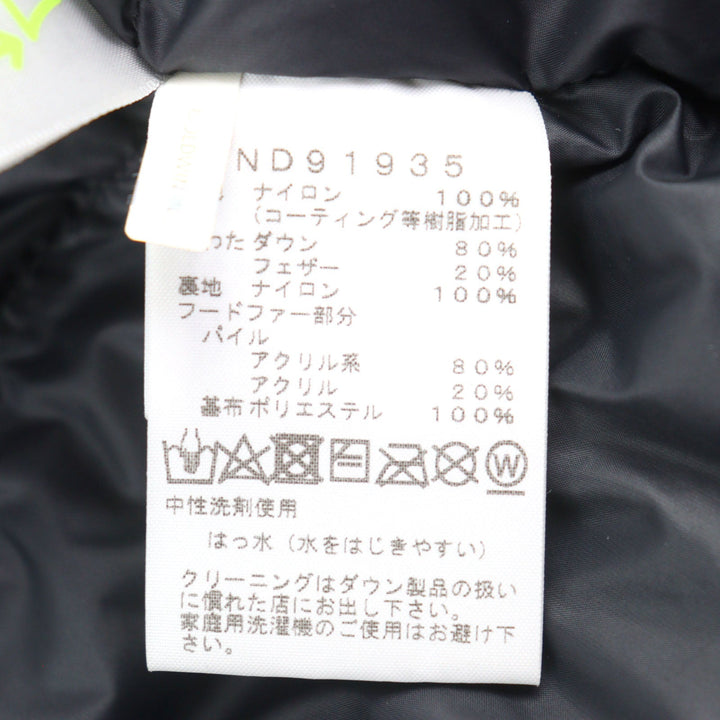 ND91935
ナイロン 100%
(コーティング等樹脂加工)
わた ダウン 80%
フェザー 20%
裏地 ナイロン 100%
フードファー部分
パイル
アクリル系 80%
アクリル 20%
基布 ポリエステル 100%
W
中性洗剤使用
はっ水 (水をはじきやすい)
クリーニングはダウン製品の扱い
に慣れた店にお出し下さい。
家庭用洗濯機のご使用はお避け下
さい。